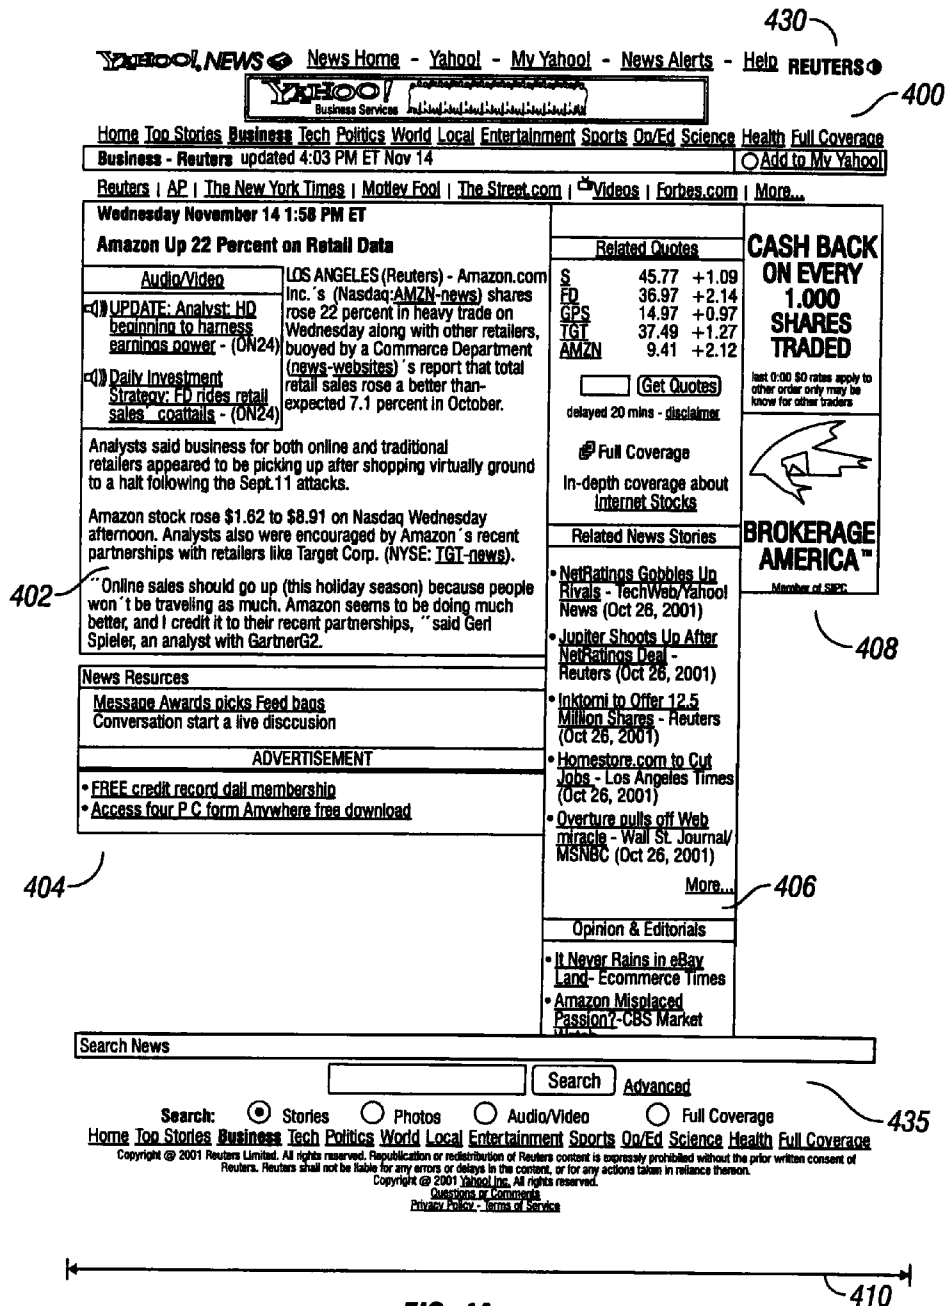 430
YAHOO! NEWS News Home - Yahoo! - My Yahoo! - News Alerts - Help REUTERS
400
YAHOO!
Business Services
Home Top Stories Business Tech Politics World Local Entertainment Sports Op/Ed Science Health Full Coverage
Business - Reuters updated 4:03 PM ET Nov 14
Add to My Yahoo!
Reuters | AP | The New York Times | Motley Fool | The Street.com | Videos | Forbes.com | More...
Wednesday November 14 1:58 PM ET
Amazon Up 22 Percent on Retail Data
Audio/Video
UPDATE: Analyst: HD
beginning to harness
earnings power - (ON24)
Daily Investment
Strategy: FD rides retail
sales' coattails - (ON24)
LOS ANGELES (Reuters) - Amazon.com
Inc.'s (Nasdaq:AMZN-news) shares
rose 22 percent in heavy trade on
Wednesday along with other retailers,
buoyed by a Commerce Department
(news-websites)'s report that total
retail sales rose a better than-
expected 7.1 percent in October.
Analysts said business for both online and traditional
retailers appeared to be picking up after shopping virtually ground
to a halt following the Sept.11 attacks.
Amazon stock rose $1.62 to $8.91 on Nasdaq Wednesday
afternoon. Analysts also were encouraged by Amazon's recent
partnerships with retailers like Target Corp. (NYSE: TGT-news).
402
"Online sales should go up (this holiday season) because people
won't be traveling as much. Amazon seems to be doing much
better, and I credit it to their recent partnerships, "said Gerl
Spieler, an analyst with GartnerG2.
News Resurces
Message Awards picks Feed bags
Conversation start a live disccusion
ADVERTISEMENT
• FREE credit record dail membership
• Access four P C form Anywhere free download
404
Related Quotes
S 45.77 +1.09
FD 36.97 +2.14
GPS 14.97 +0.97
TGT 37.49 +1.27
AMZN 9.41 +2.12
Get Quotes
delayed 20 mins - disclaimer
Full Coverage
In-depth coverage about
Internet Stocks
Related News Stories
• NetRatings Gobbles Up
Rivals - TechWeb/Yahoo!
News (Oct 26, 2001)
• Jupiter Shoots Up After
NetRatings Deal -
Reuters (Oct 26, 2001)
• Inktomi to Offer 12.5
Million Shares - Reuters
(Oct 26, 2001)
• Homestore.com to Cut
Jobs - Los Angeles Times
(Oct 26, 2001)
• Overture pulls off Web
miracle - Wall St. Journal/
MSNBC (Oct 26, 2001)
More...
406
Opinion & Editorials
• It Never Rains in eBay
Land- Ecommerce Times
• Amazon Misplaced
Passion?-CBS Market
CASH BACK
ON EVERY
1.000
SHARES
TRADED
last 0:00 $0 rates apply to
other order only may be
know for other traders
BROKERAGE
AMERICA™
Member of SIPC
408
Search News
Search Advanced
435
Search: Stories Photos Audio/Video Full Coverage
Home Top Stories Business Tech Politics World Local Entertainment Sports Op/Ed Science Health Full Coverage
Copyright @ 2001 Reuters Limited. All rights reserved. Republication or redistribution of Reuters content is expressly prohibited without the prior written consent of
Reuters. Reuters shall not be liable for any errors or delays in the content, or for any actions taken in reliance thereon.
Copyright @ 2001 Yahoo! Inc. All rights reserved.
Questions or Comments
Privacy Policy - Terms of Service
410